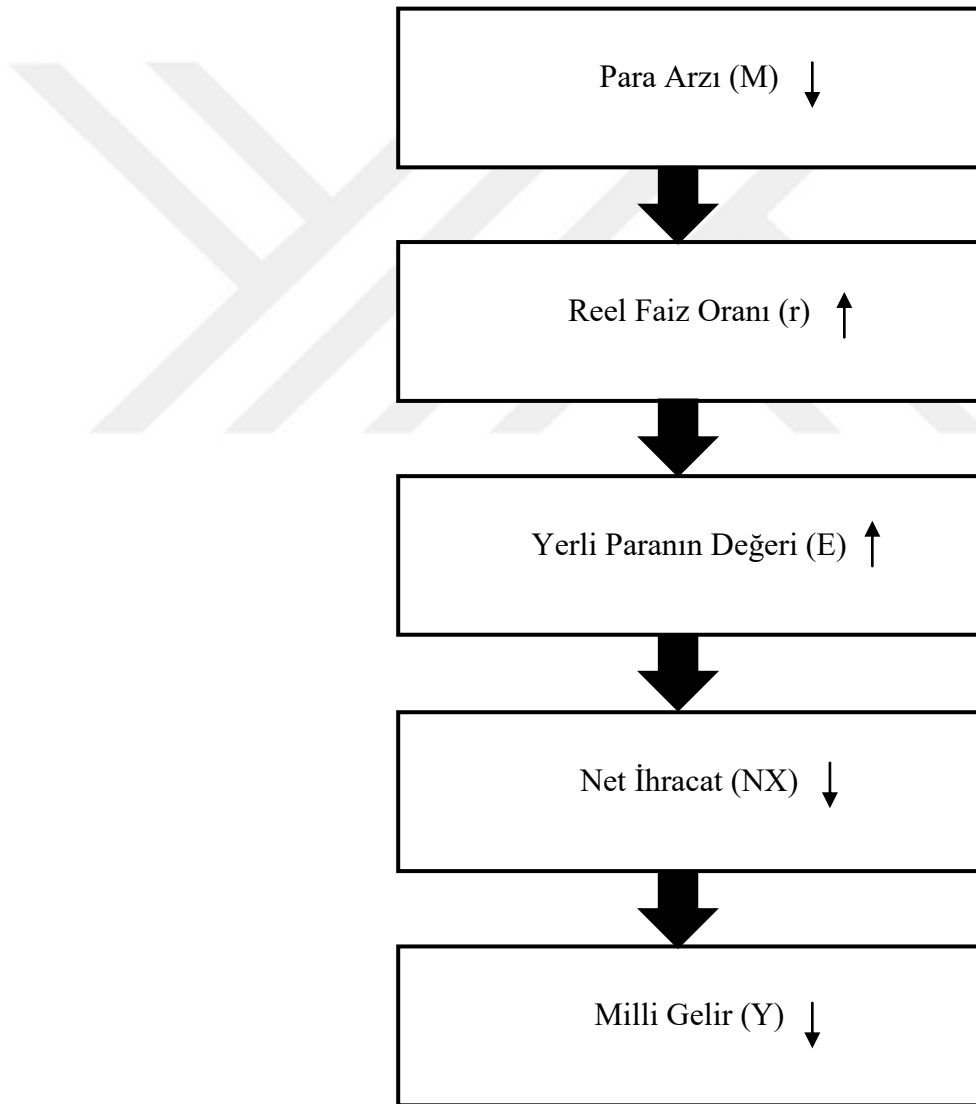 Para Arzı (M) ↓
Reel Faiz Oranı (r) ↑
Yerli Paranın Değeri (E) ↑
Net İhracat (NX) ↓
Milli Gelir (Y) ↓